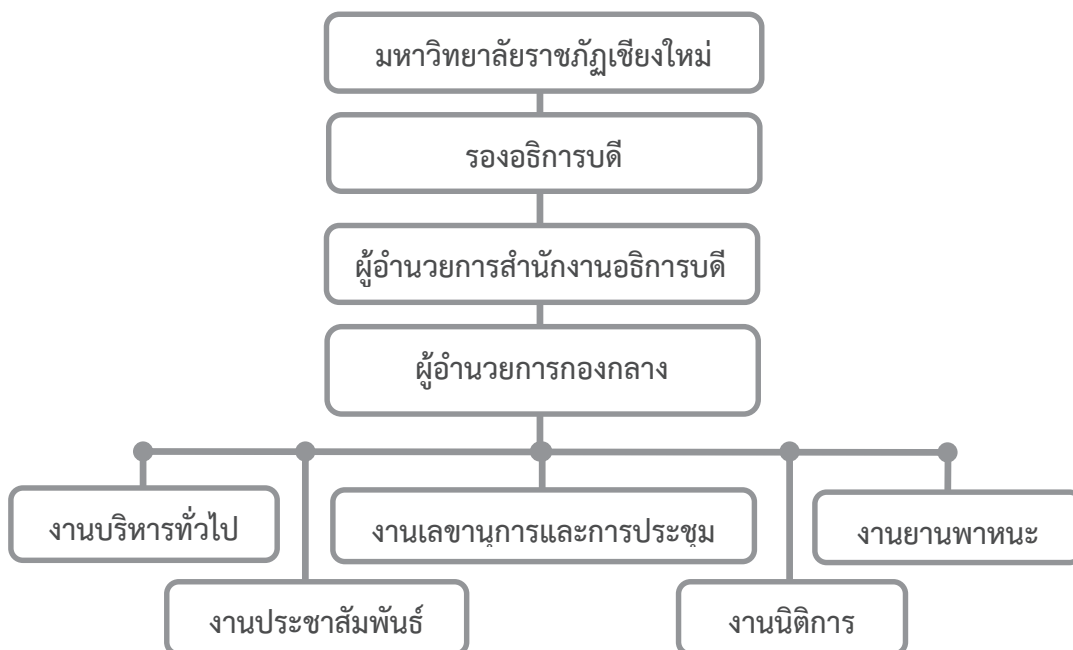 มหาวิทยาลัยราชภัฏเชียงใหม่
รองอธิการบดี
ผู้อำนวยการสำนักงานอธิการบดี
ผู้อำนวยการกองกลาง
งานบริหารทั่วไป
งานเลขานุการและการประชุม
งานยานพาหนะ
งานประชาสัมพันธ์
งานนิติการ